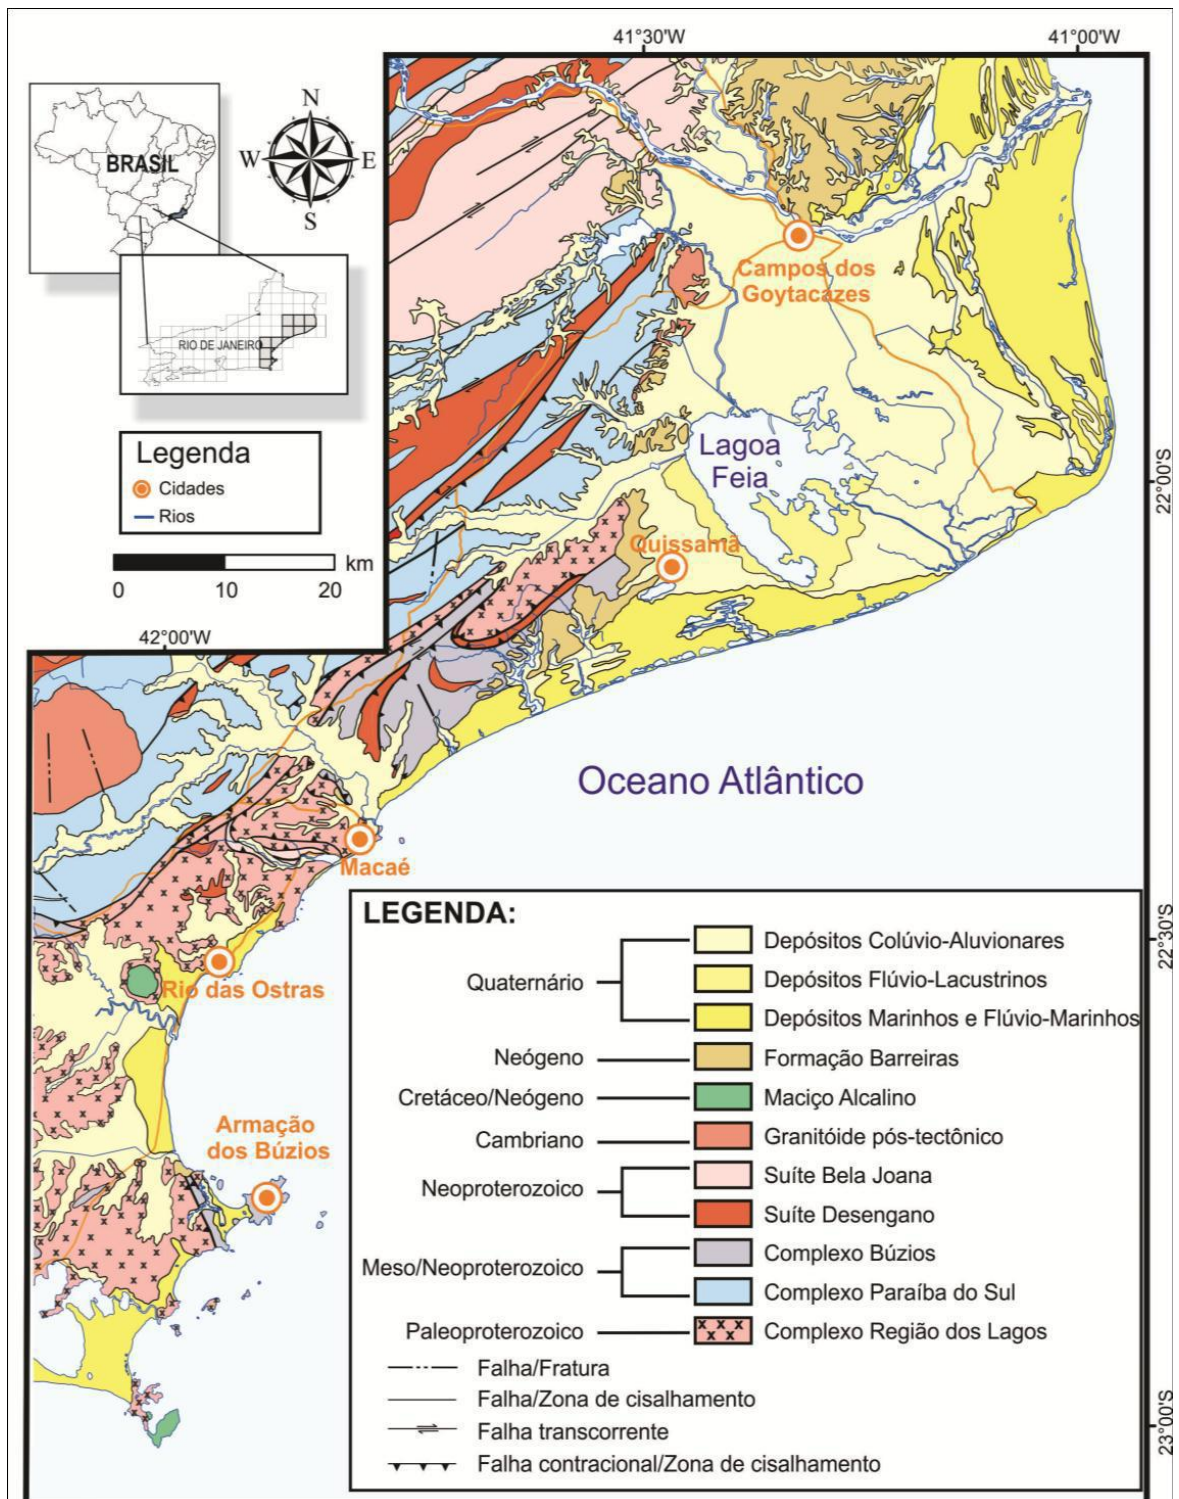 41°30'W
41°00'W
N
W
E
S
BRASIL
RIO DE JANEIRO
Legenda
Cidades
Rios
km
0
10
20
42°00'W
Campos dos
Goytacazes
Lagoa
Feia
22°00'S
Quissamã
Oceano Atlântico
Macaé
22°30'S
Rio das Ostras
Armação
dos Búzios
23°00'S
LEGENDA:
Quaternário
Depósitos Colúvio-Aluvionares
Depósitos Flúvio-Lacustrinos
Depósitos Marinhos e Flúvio-Marinhos
Neógeno
Formação Barreiras
Cretáceo/Neógeno
Maciço Alcalino
Cambriano
Granitóide pós-tectônico
Neoproterozoico
Suíte Bela Joana
Suíte Desengano
Meso/Neoproterozoico
Complexo Búzios
Complexo Paraíba do Sul
Paleoproterozoico
Complexo Região dos Lagos
Falha/Fratura
Falha/Zona de cisalhamento
Falha transcorrente
Falha contracional/Zona de cisalhamento